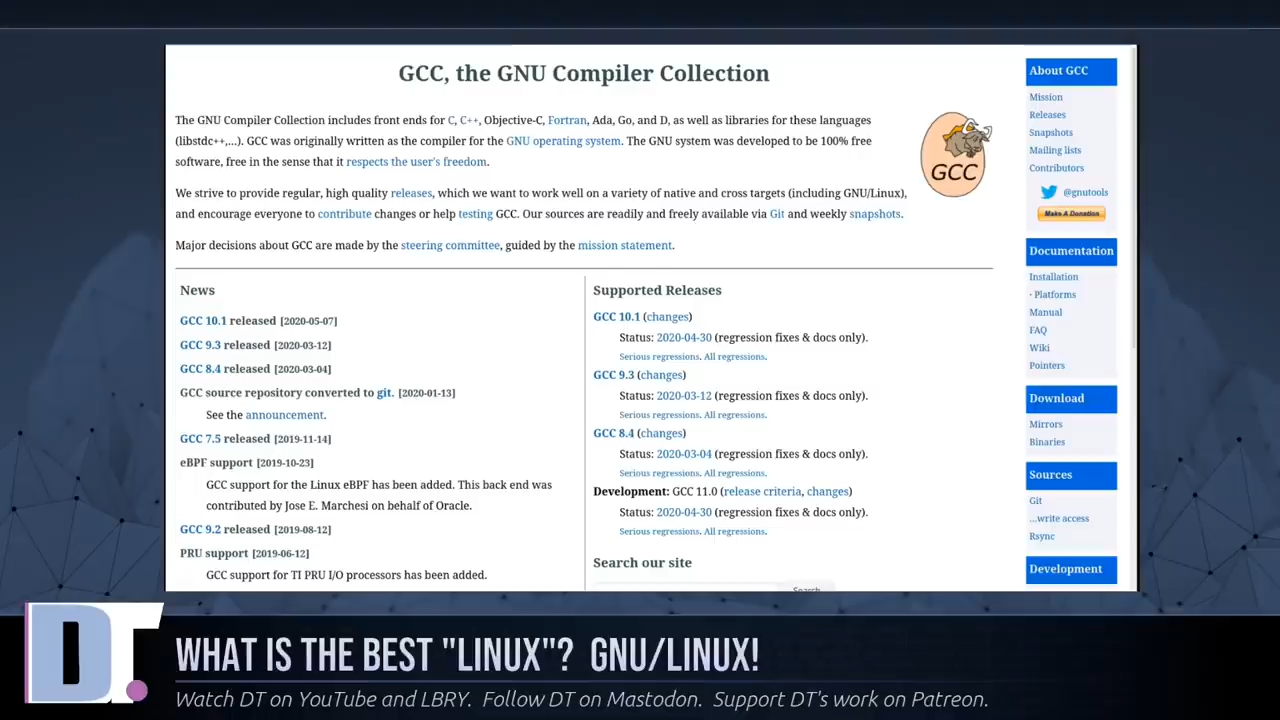 GCC, the GNU Compiler Collection
The GNU Compiler Collection includes front ends for C, C++, Objective-C, Fortran, Ada, Go, and D, as well as libraries for these languages
(libstdc++,...). GCC was originally written as the compiler for the GNU operating system. The GNU system was developed to be 100% free
software, free in the sense that it respects the user's freedom.
We strive to provide regular, high quality releases, which we want to work well on a variety of native and cross targets (including GNU/Linux),
and encourage everyone to contribute changes or help testing GCC. Our sources are readily and freely available via Git and weekly snapshots.
Major decisions about GCC are made by the steering committee, guided by the mission statement.
GCC
News
GCC 10.1 released [2020-05-07]
GCC 9.3 released [2020-03-12]
GCC 8.4 released [2020-03-04]
GCC source repository converted to git. [2020-01-13]
See the announcement.
GCC 7.5 released [2019-11-14]
eBPF support [2019-10-23]
GCC support for the Linux eBPF has been added. This back end was
contributed by Jose E. Marchesi on behalf of Oracle.
GCC 9.2 released [2019-08-12]
PRU support [2019-06-12]
GCC support for TI PRU I/O processors has been added.
Supported Releases
GCC 10.1 (changes)
Status: 2020-04-30 (regression fixes & docs only).
Serious regressions. All regressions.
GCC 9.3 (changes)
Status: 2020-03-12 (regression fixes & docs only).
Serious regressions. All regressions.
GCC 8.4 (changes)
Status: 2020-03-04 (regression fixes & docs only).
Serious regressions. All regressions.
Development: GCC 11.0 (release criteria, changes)
Status: 2020-04-30 (regression fixes & docs only).
Serious regressions. All regressions.
Search our site
Search
About GCC
Mission
Releases
Snapshots
Mailing lists
Contributors
@gnutools
Make A Donation
Documentation
Installation
· Platforms
Manual
FAQ
Wiki
Pointers
Download
Mirrors
Binaries
Sources
Git
...write access
Rsync
Development
DT.
WHAT IS THE BEST "LINUX"? GNU/LINUX!
Watch DT on YouTube and LBRY. Follow DT on Mastodon. Support DT's work on Patreon.